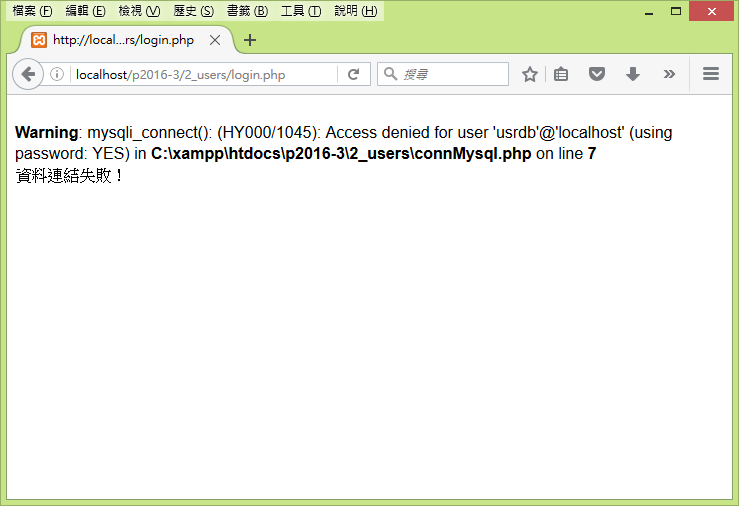 檔案 (F) 編輯 (E) 檢視 (V) 歷史 (S) 書籤 (B) 工具 (T) 說明 (H)
http://local...rs/login.php
localhost/p2016-3/2_users/login.php
搜尋
Warning: mysqli_connect(): (HY000/1045): Access denied for user 'usrdb'@'localhost' (using
password: YES) in C:\xampp\htdocs\p2016-3\2_users\connMysql.php on line 7
資料連結失敗！